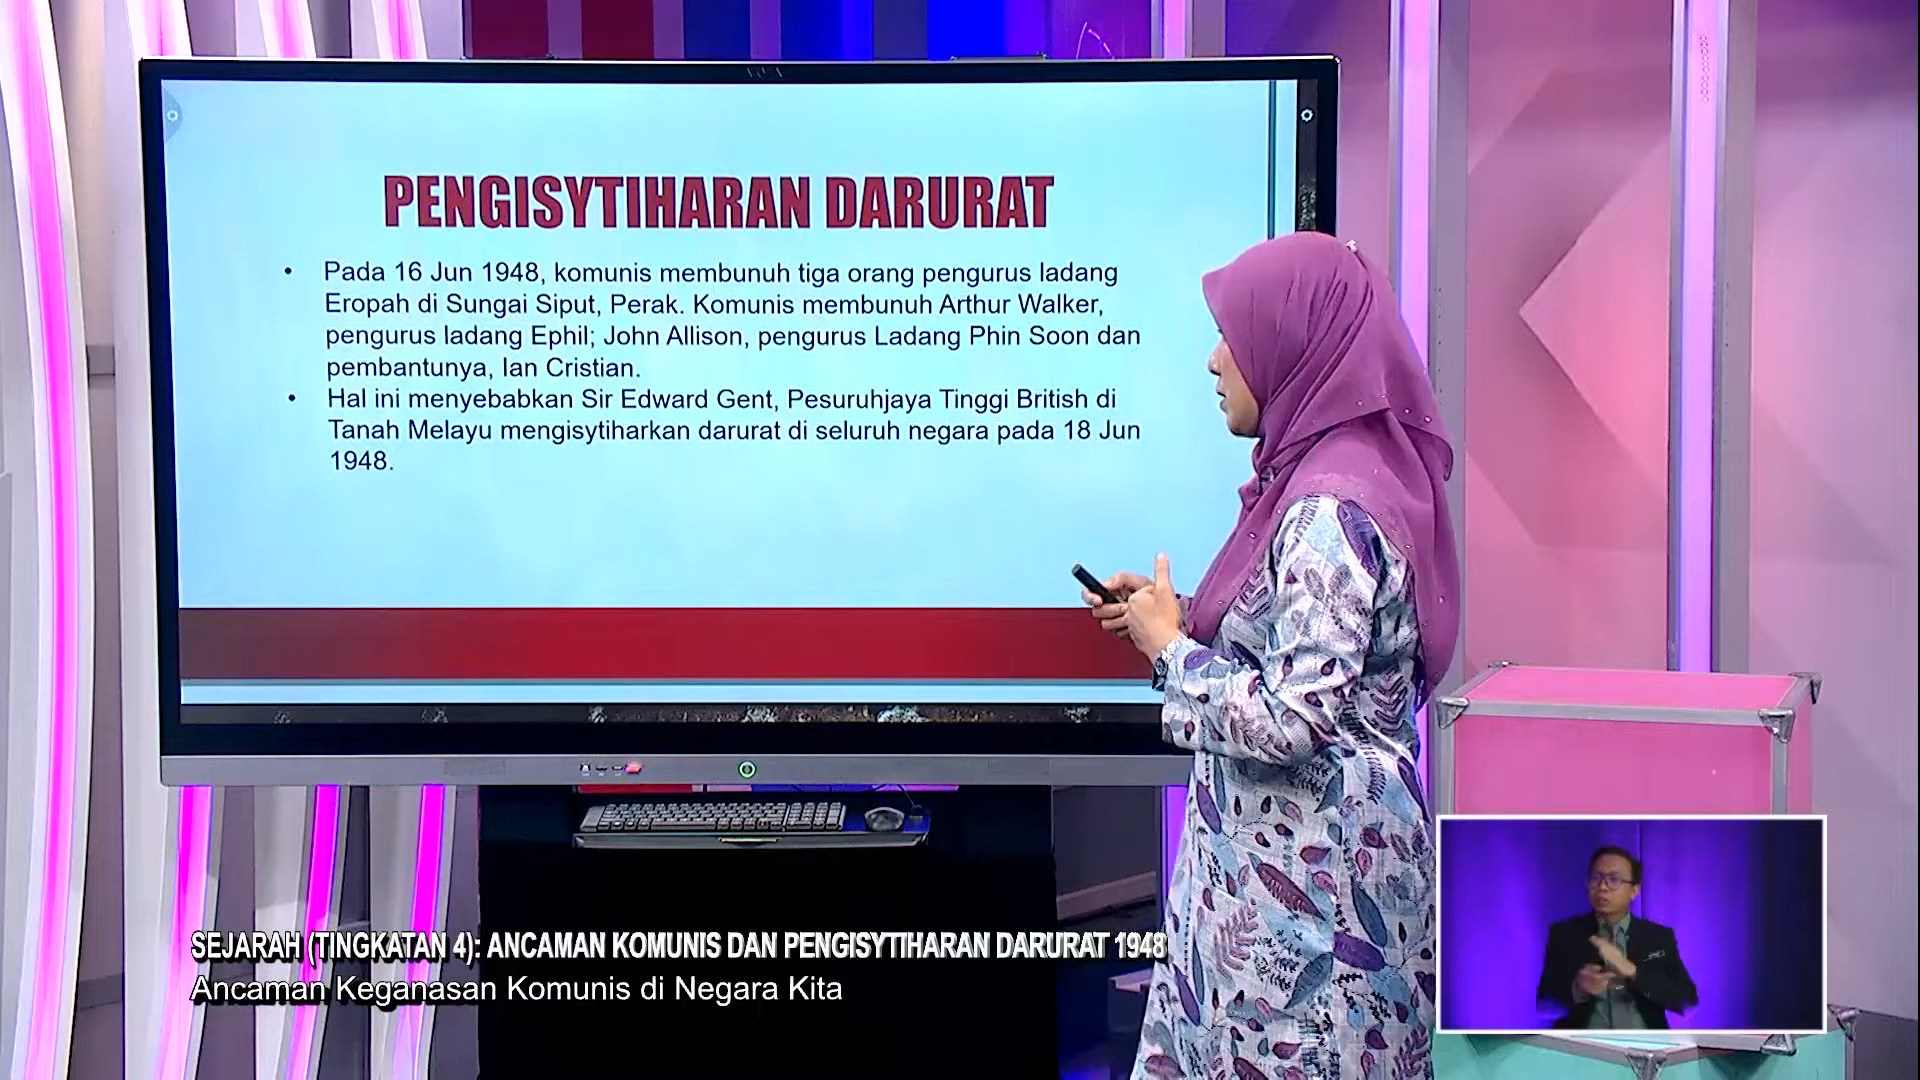 PENGISYTIHARAN DARURAT
• Pada 16 Jun 1948, komunis membunuh tiga orang pengurus ladang
Eropah di Sungai Siput, Perak. Komunis membunuh Arthur Walker,
pengurus ladang Ephil; John Allison, pengurus Ladang Phin Soon dan
pembantunya, Ian Cristian.
• Hal ini menyebabkan Sir Edward Gent, Pesuruhjaya Tinggi British di
Tanah Melayu mengisytiharkan darurat di seluruh negara pada 18 Jun
1948.
SEJARAH (TINGKATAN 4): ANCAMAN KOMUNIS DAN PENGISYTIHARAN DARURAT 1948
Ancaman Keganasan Komunis di Negara Kita